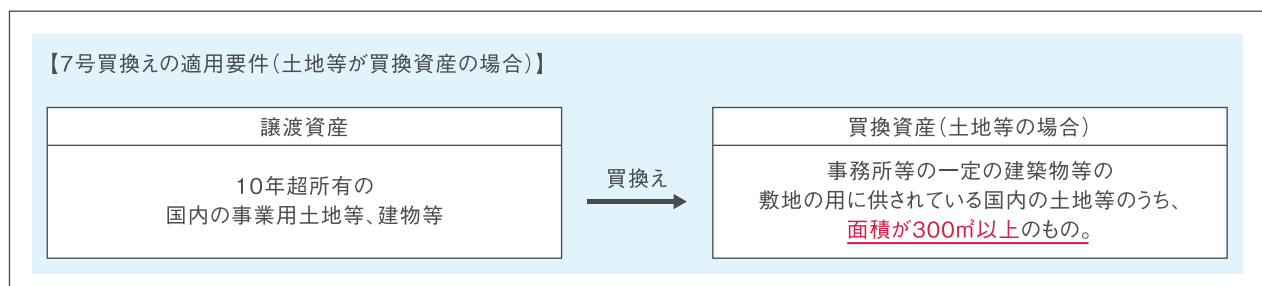 【7号買換えの適用要件(土地等が買換資産の場合)】
譲渡資産
10年超所有の
国内の事業用土地等、建物等
買換え
買換資産(土地等の場合)
事務所等の一定の建築物等の
敷地の用に供されている国内の土地等のうち、
面積が300㎡以上のもの。